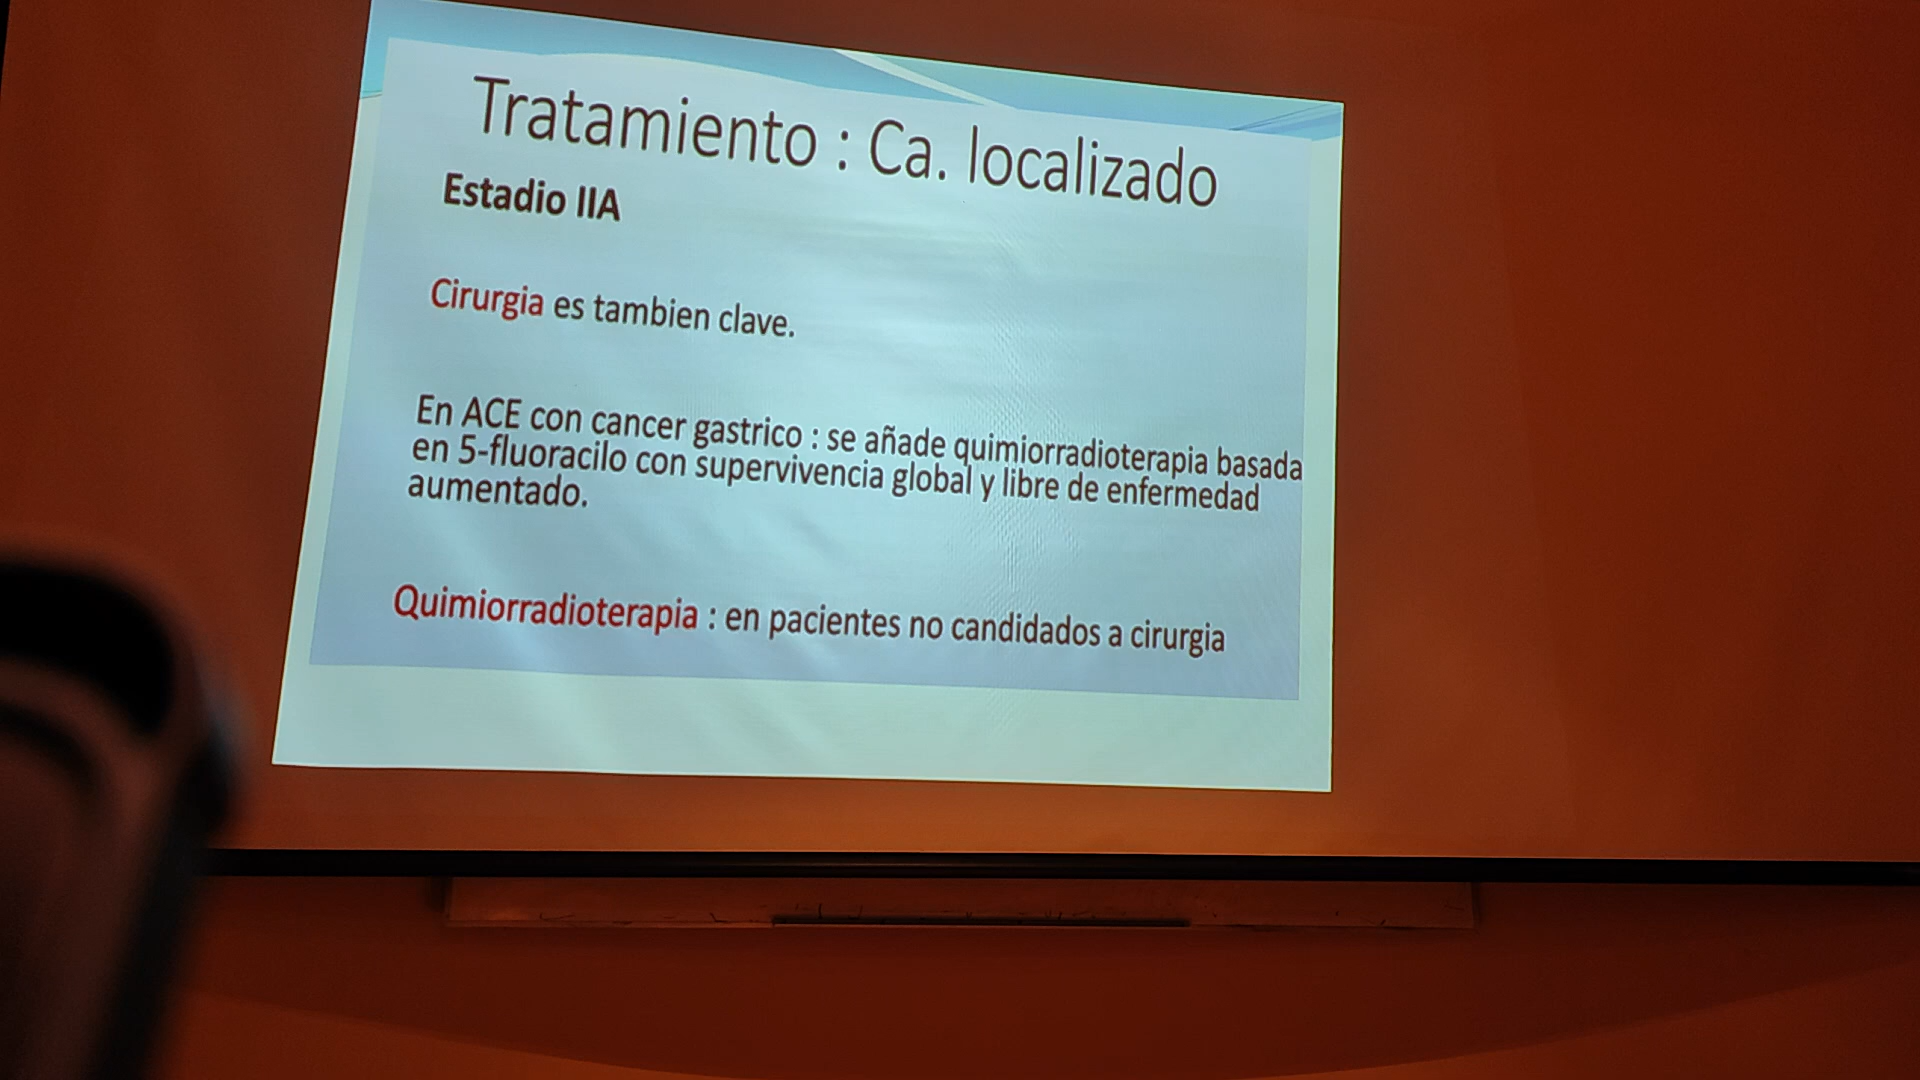 Tratamiento : Ca. localizado
Estadio IIA
Cirurgia es tambien clave.
En ACE con cancer gastrico : se añade quimiorradioterapia basada
en 5-fluoracilo con supervivencia global y libre de enfermedad
aumentado.
Quimiorradioterapia : en pacientes no candidados a cirurgia